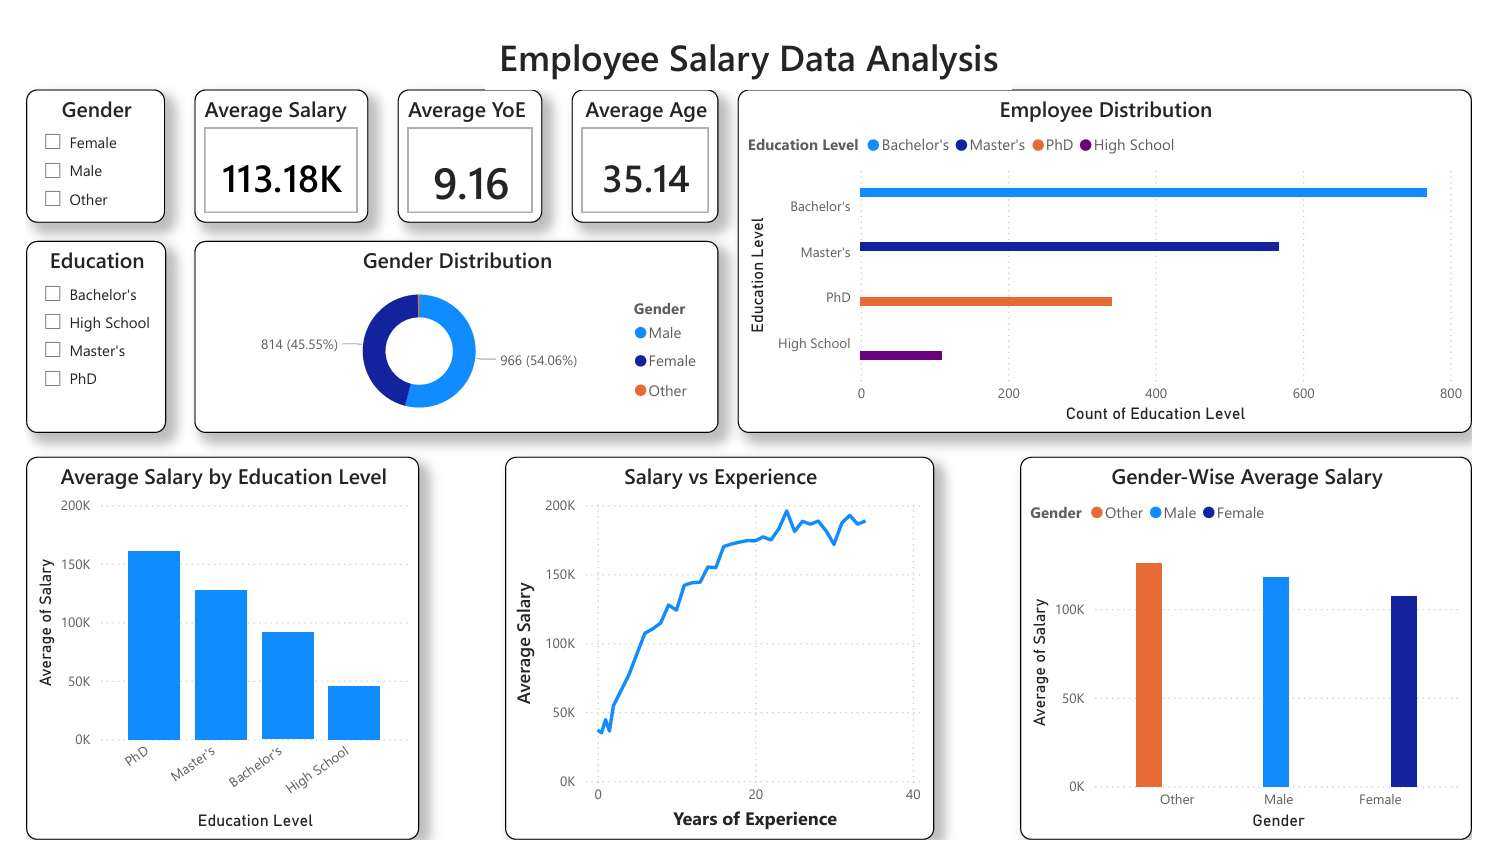 Employee Salary Data Analysis
Gender
Female
Male
Other
Average Salary
113.18K
Average YoE
9.16
Average Age
35.14
Employee Distribution
Education Level Bachelor's Master's PhD High School
Education Level
Bachelor's
Master's
PhD
High School
0 200 400 600 800
Count of Education Level
Education
Bachelor's
High School
Master's
PhD
Gender Distribution
814 (45.55%)
966 (54.06%)
Gender
Male
Female
Other
Average Salary by Education Level
Average of Salary
200K
150K
100K
50K
0K
PhD Master's Bachelor's High School
Education Level
Salary vs Experience
Average Salary
200K
150K
100K
50K
0K
0 20 40
Years of Experience
Gender-Wise Average Salary
Gender Other Male Female
Average of Salary
100K
50K
0K
Other Male Female
Gender